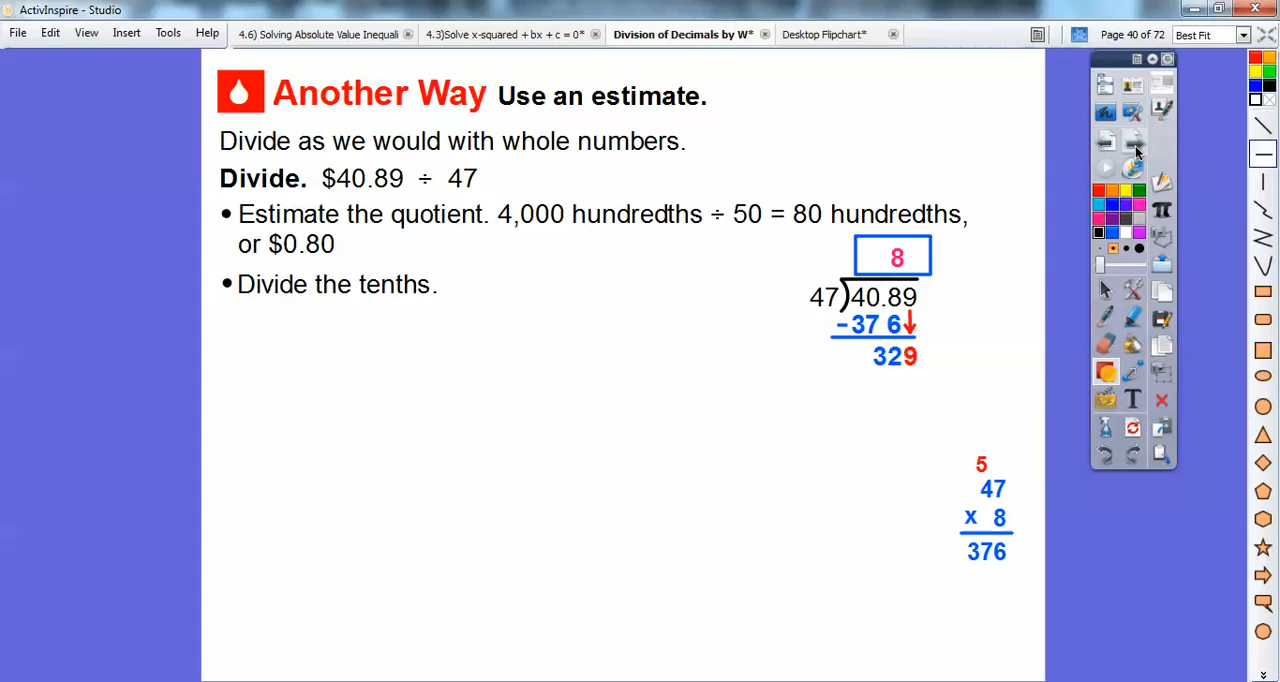 ActivInspire - Studio
File Edit View Insert Tools Help
4.6) Solving Absolute Value Inequali
4.3)Solve x-squared + bx + c = 0*
Division of Decimals by W*
Desktop Flipchart*
Page 40 of 72
Best Fit
Another Way Use an estimate.
Divide as we would with whole numbers.
Divide. $40.89 ÷ 47
• Estimate the quotient. 4,000 hundredths ÷ 50 = 80 hundredths,
or $0.80
• Divide the tenths.
8
47)40.89
-37 6↓
329
5
47
x 8
376